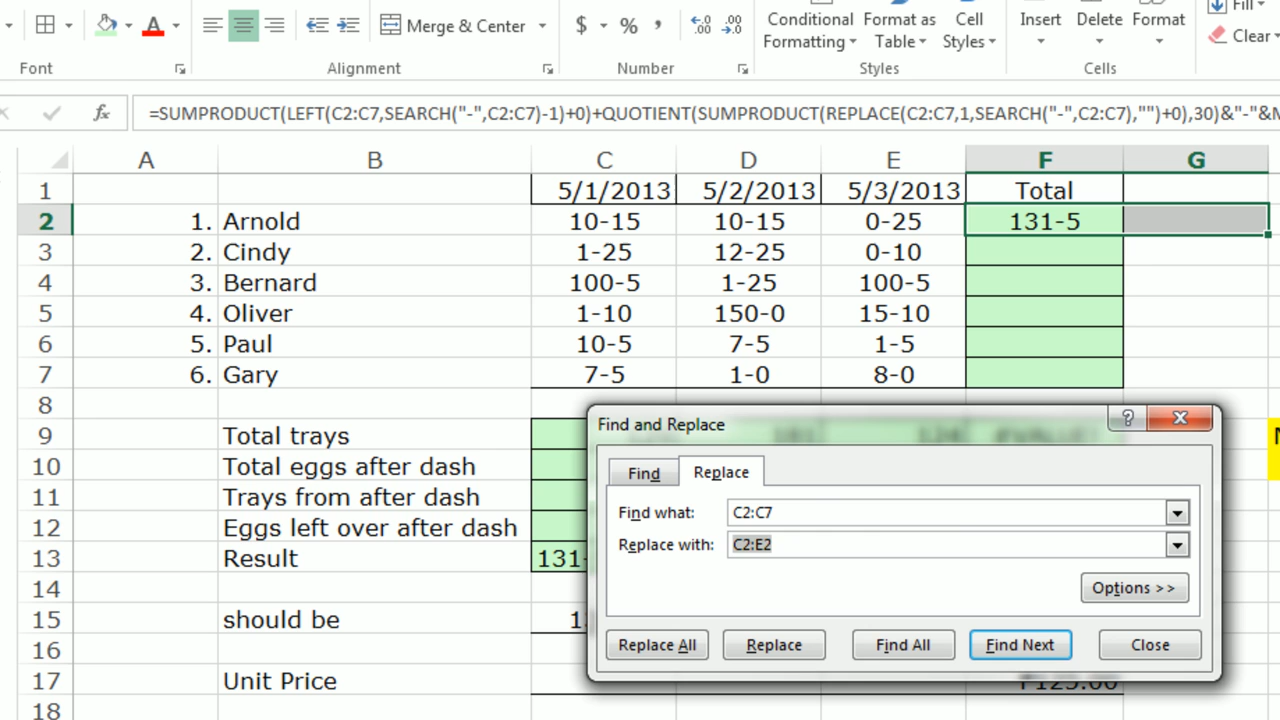 $ % ,
Merge & Center
Conditional Formatting
Format as Table
Cell Styles
Insert
Delete
Format
Fill
Clear
Font
Alignment
Number
Styles
Cells
fx =SUMPRODUCT(LEFT(C2:C7,SEARCH("-",C2:C7)-1)+0)+QUOTIENT(SUMPRODUCT(REPLACE(C2:C7,1,SEARCH("-",C2:C7),"")+0),30)&"-"&M
A B C D E F G
1 5/1/2013 5/2/2013 5/3/2013 Total
2 1. Arnold 10-15 10-15 0-25 131-5
3 2. Cindy 1-25 12-25 0-10
4 3. Bernard 100-5 1-25 100-5
5 4. Oliver 1-10 150-0 15-10
6 5. Paul 10-5 7-5 1-5
7 6. Gary 7-5 1-0 8-0
8
9 Total trays
10 Total eggs after dash
11 Trays from after dash
12 Eggs left over after dash
13 Result 131-
14
15 should be
16
17 Unit Price
18
Find and Replace
?
Find
Replace
Find what: C2:C7
Replace with: C2:E2
Options >>
Replace All
Replace
Find All
Find Next
Close